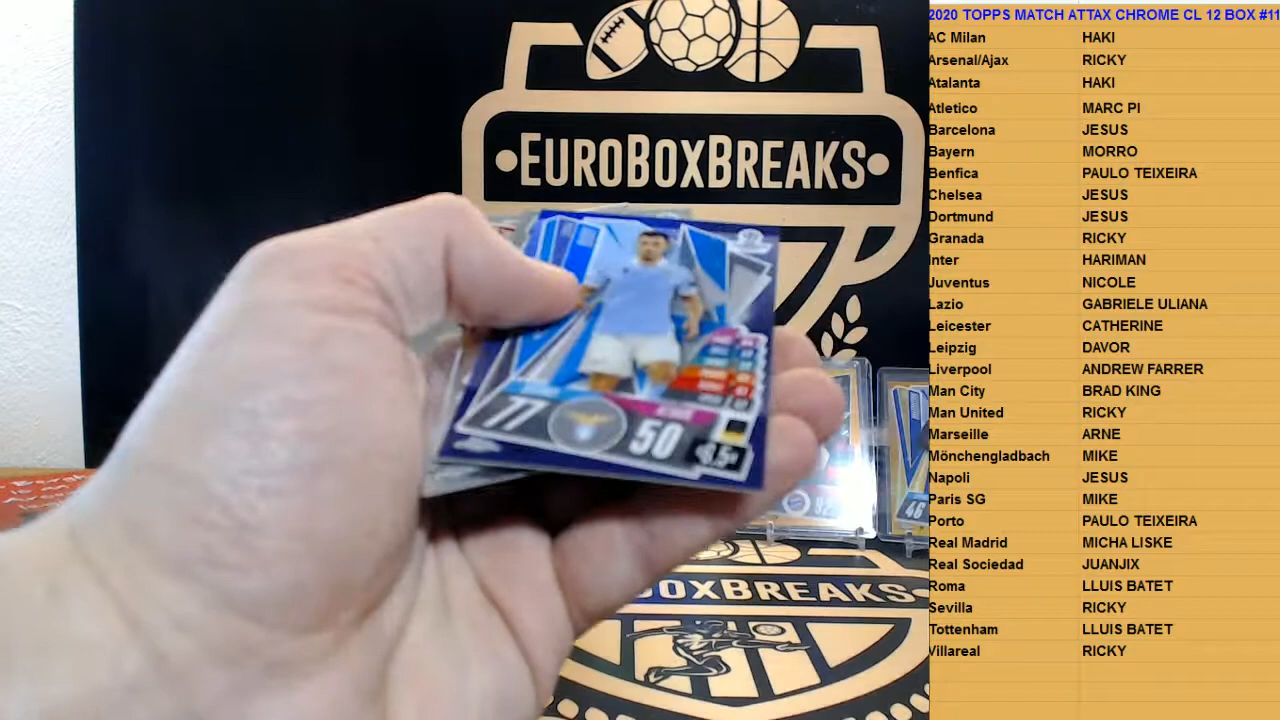 2020 TOPPS MATCH ATTAX CHROME CL 12 BOX #11
AC Milan HAKI
Arsenal/Ajax RICKY
Atalanta HAKI
Atletico MARC PI
Barcelona JESUS
Bayern MORRO
Benfica PAULO TEIXEIRA
Chelsea JESUS
Dortmund JESUS
Granada RICKY
Inter HARIMAN
Juventus NICOLE
Lazio GABRIELE ULIANA
Leicester CATHERINE
Leipzig DAVOR
Liverpool ANDREW FARRER
Man City BRAD KING
Man United RICKY
Marseille ARNE
Mönchengladbach MIKE
Napoli JESUS
Paris SG MIKE
Porto PAULO TEIXEIRA
Real Madrid MICHA LISKE
Real Sociedad JUANJIX
Roma LLUIS BATET
Sevilla RICKY
Tottenham LLUIS BATET
Villareal RICKY
•EUROBOXBREAKS•
77
50
92
46
OXBREAKS